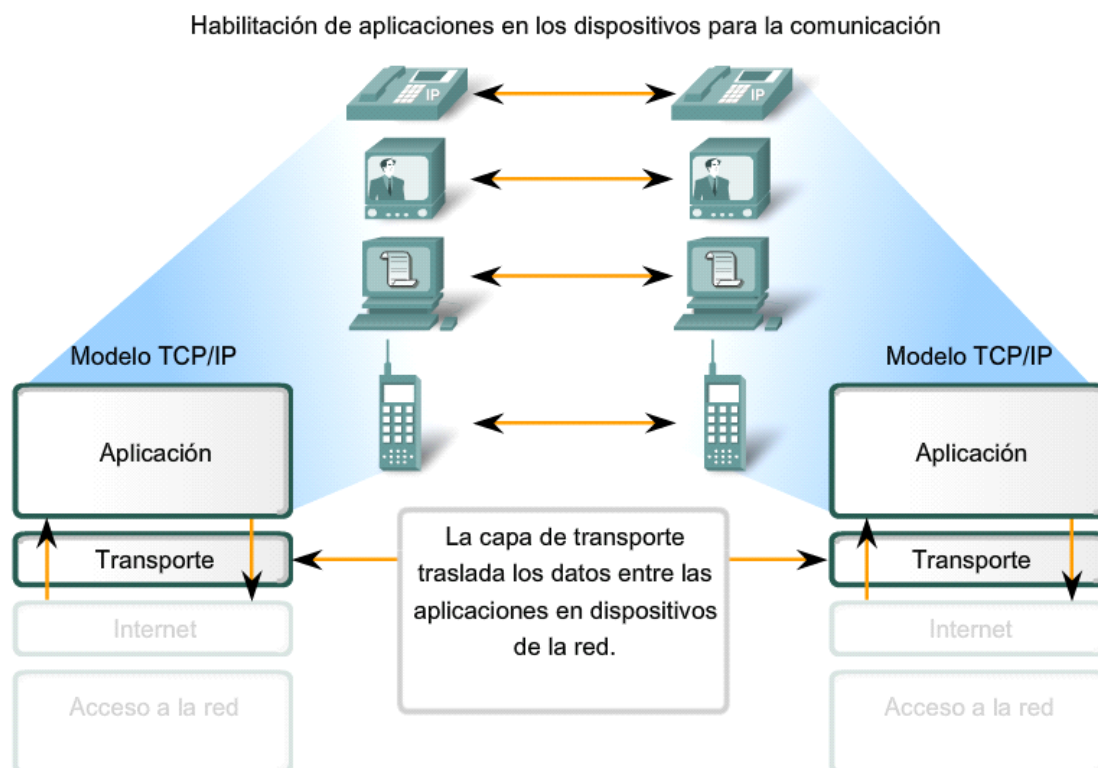 Habilitación de aplicaciones en los dispositivos para la comunicación
IP
IP
Modelo TCP/IP
Modelo TCP/IP
Aplicación
Aplicación
Transporte
La capa de transporte
traslada los datos entre las
aplicaciones en dispositivos
de la red.
Transporte
Internet
Internet
Acceso a la red
Acceso a la red